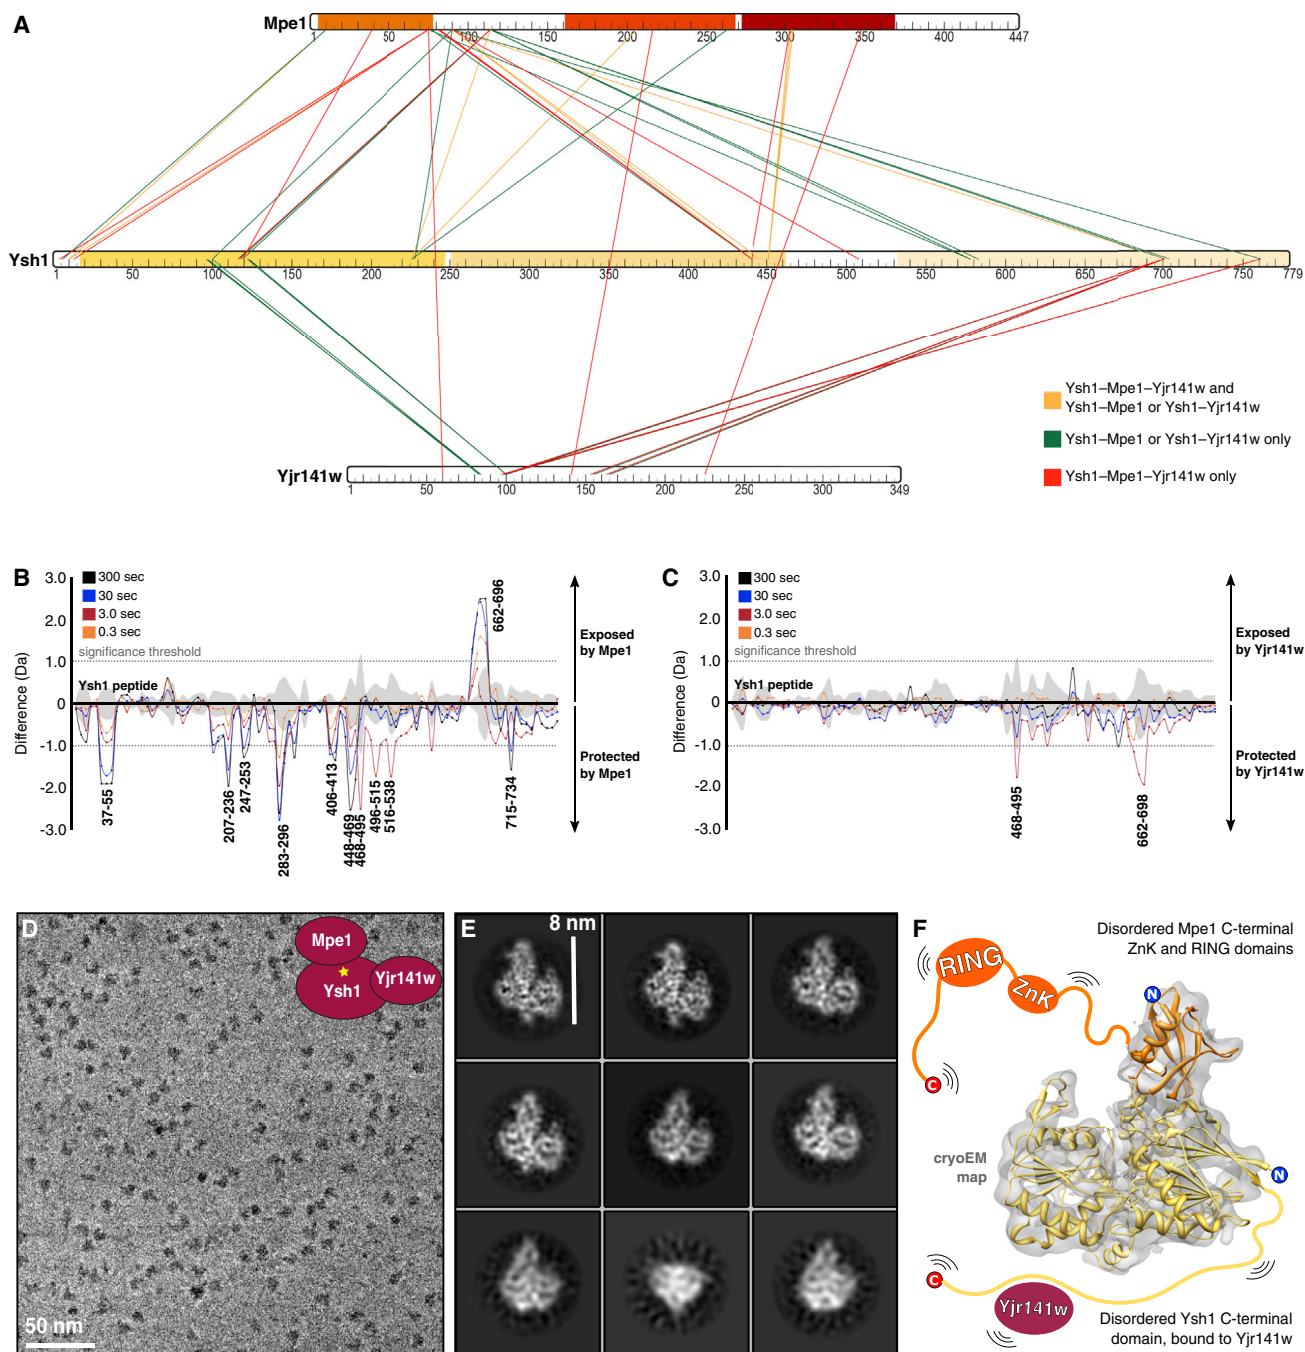 A
Mpe1
1 50 100 150 200 250 300 350 400 447
Ysh1
1 50 100 150 200 250 300 350 400 450 500 550 600 650 700 750 779
Yjr141w
1 50 100 150 200 250 300 349
Ysh1–Mpe1–Yjr141w and
Ysh1–Mpe1 or Ysh1–Yjr141w
Ysh1–Mpe1 or Ysh1–Yjr141w only
Ysh1–Mpe1–Yjr141w only
B
Difference (Da)
3.0
2.0
1.0
0
-1.0
-2.0
-3.0
300 sec
30 sec
3.0 sec
0.3 sec
significance threshold
Ysh1 peptide
37-55
207-236
247-253
283-296
406-413
448-469
468-495
496-515
516-538
662-696
715-734
Exposed
by Mpe1
Protected
by Mpe1
C
Difference (Da)
3.0
2.0
1.0
0
-1.0
-2.0
-3.0
300 sec
30 sec
3.0 sec
0.3 sec
significance threshold
Ysh1 peptide
468-495
662-698
Exposed
by Yjr141w
Protected
by Yjr141w
D
Mpe1
Ysh1
Yjr141w
50 nm
E
8 nm
F
Disordered Mpe1 C-terminal
ZnK and RING domains
RING
ZnK
N
C
cryoEM
map
N
C
Yjr141w
Disordered Ysh1 C-terminal
domain, bound to Yjr141w